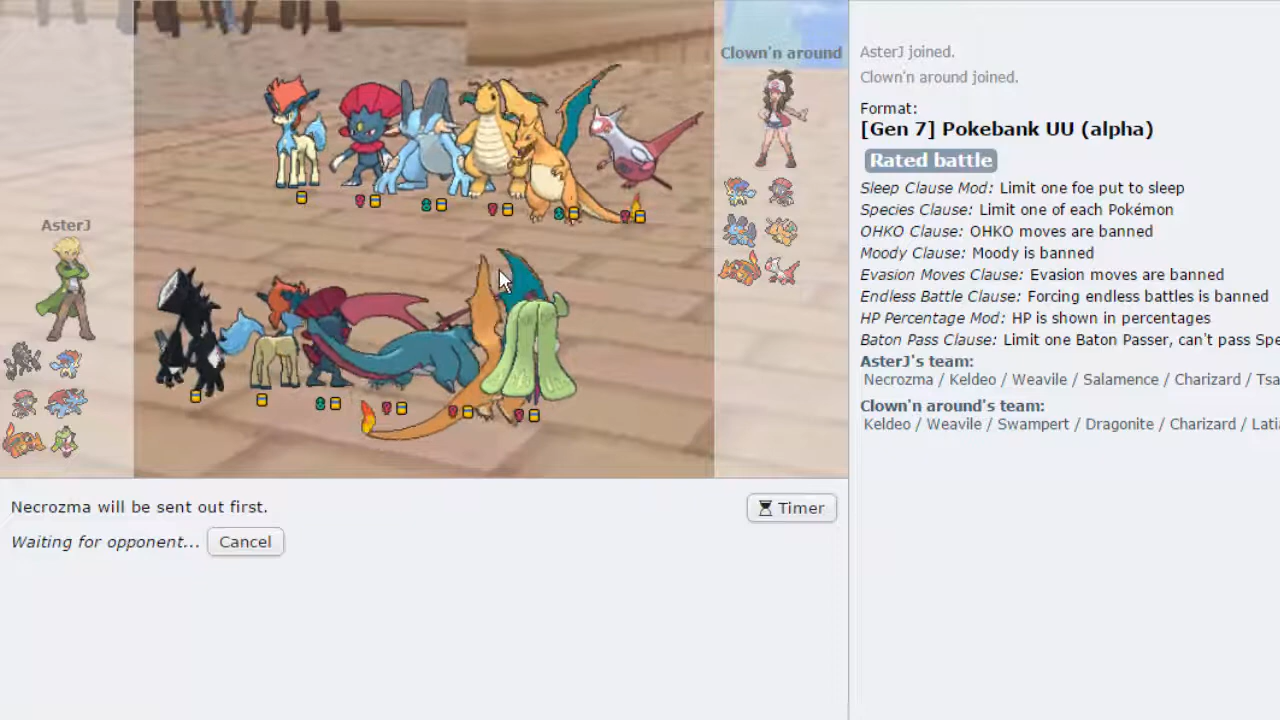 Clown'n around
AsterJ
Necrozma will be sent out first.
Timer
Waiting for opponent...
Cancel
AsterJ joined.
Clown'n around joined.
Format:
[Gen 7] Pokebank UU (alpha)
Rated battle
Sleep Clause Mod: Limit one foe put to sleep
Species Clause: Limit one of each Pokémon
OHKO Clause: OHKO moves are banned
Moody Clause: Moody is banned
Evasion Moves Clause: Evasion moves are banned
Endless Battle Clause: Forcing endless battles is banned
HP Percentage Mod: HP is shown in percentages
Baton Pass Clause: Limit one Baton Passer, can't pass Spe
AsterJ's team:
Necrozma / Keldeo / Weavile / Salamence / Charizard / Tsa
Clown'n around's team:
Keldeo / Weavile / Swampert / Dragonite / Charizard / Lati